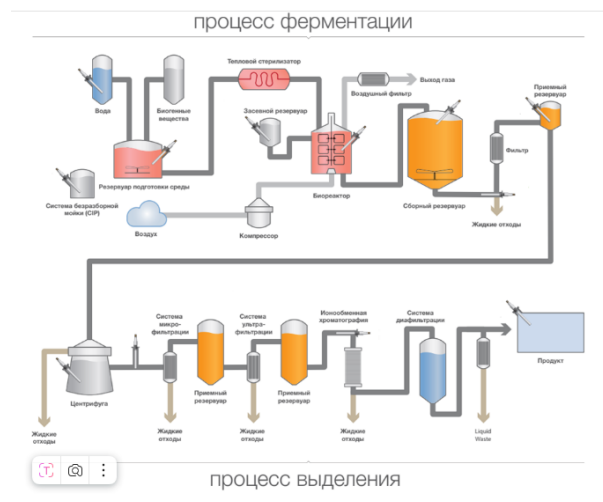 процесс ферментации
Тепловой стерилизатор
Вода
Биогенные
вещества
Засевной резервуар
Воздушный фильтр
Выход газа
Приемный
резервуар
Фильтр
Резервуар подготовки среды
Система безразборной
мойки (CIP)
Воздух
Компрессор
Биореактор
Сборный резервуар
Жидкие отходы
Система
микро-
фильтрации
Система
ультра-
фильтрации
Ионообменная
хроматография
Система
диафильтрации
Продукт
Центрифуга
Приемный
резервуар
Приемный
резервуар
Жидкие
отходы
Жидкие
отходы
Жидкие
отходы
Жидкие
отходы
Liquid
Waste
процесс выделения